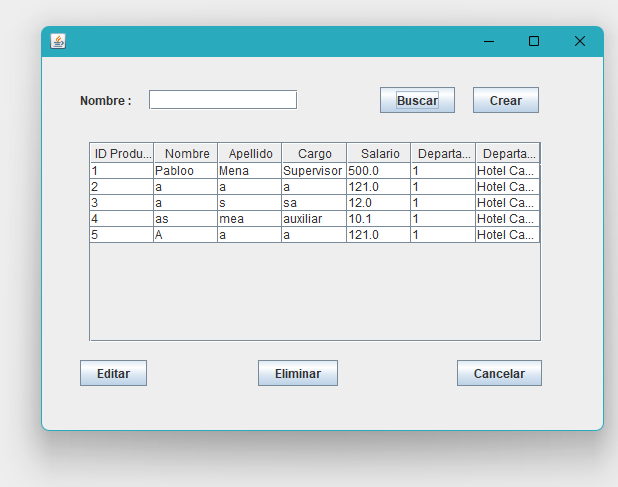 Nombre : Buscar Crear
ID Produ... Nombre Apellido Cargo Salario Departa... Departa...
1 Pabloo Mena Supervisor 500.0 1 Hotel Ca...
2 a a a 121.0 1 Hotel Ca...
3 a s sa 12.0 1 Hotel Ca...
4 as mea auxiliar 10.1 1 Hotel Ca...
5 A a a 121.0 1 Hotel Ca...
Editar Eliminar Cancelar